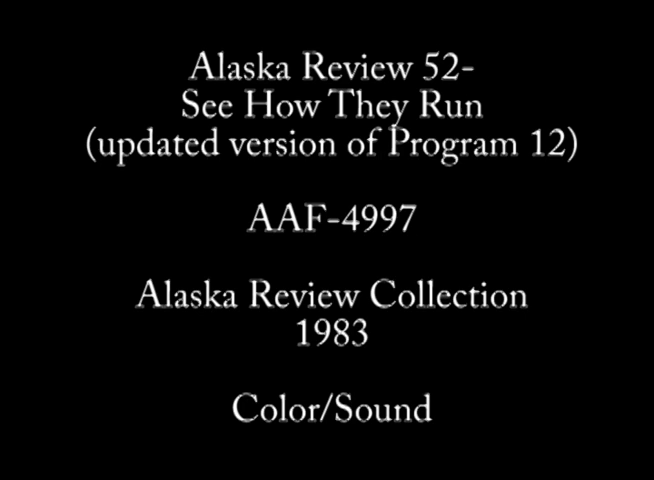 Alaska Review 52-
See How They Run
(updated version of Program 12)
AAF-4997
Alaska Review Collection
1983
Color/Sound